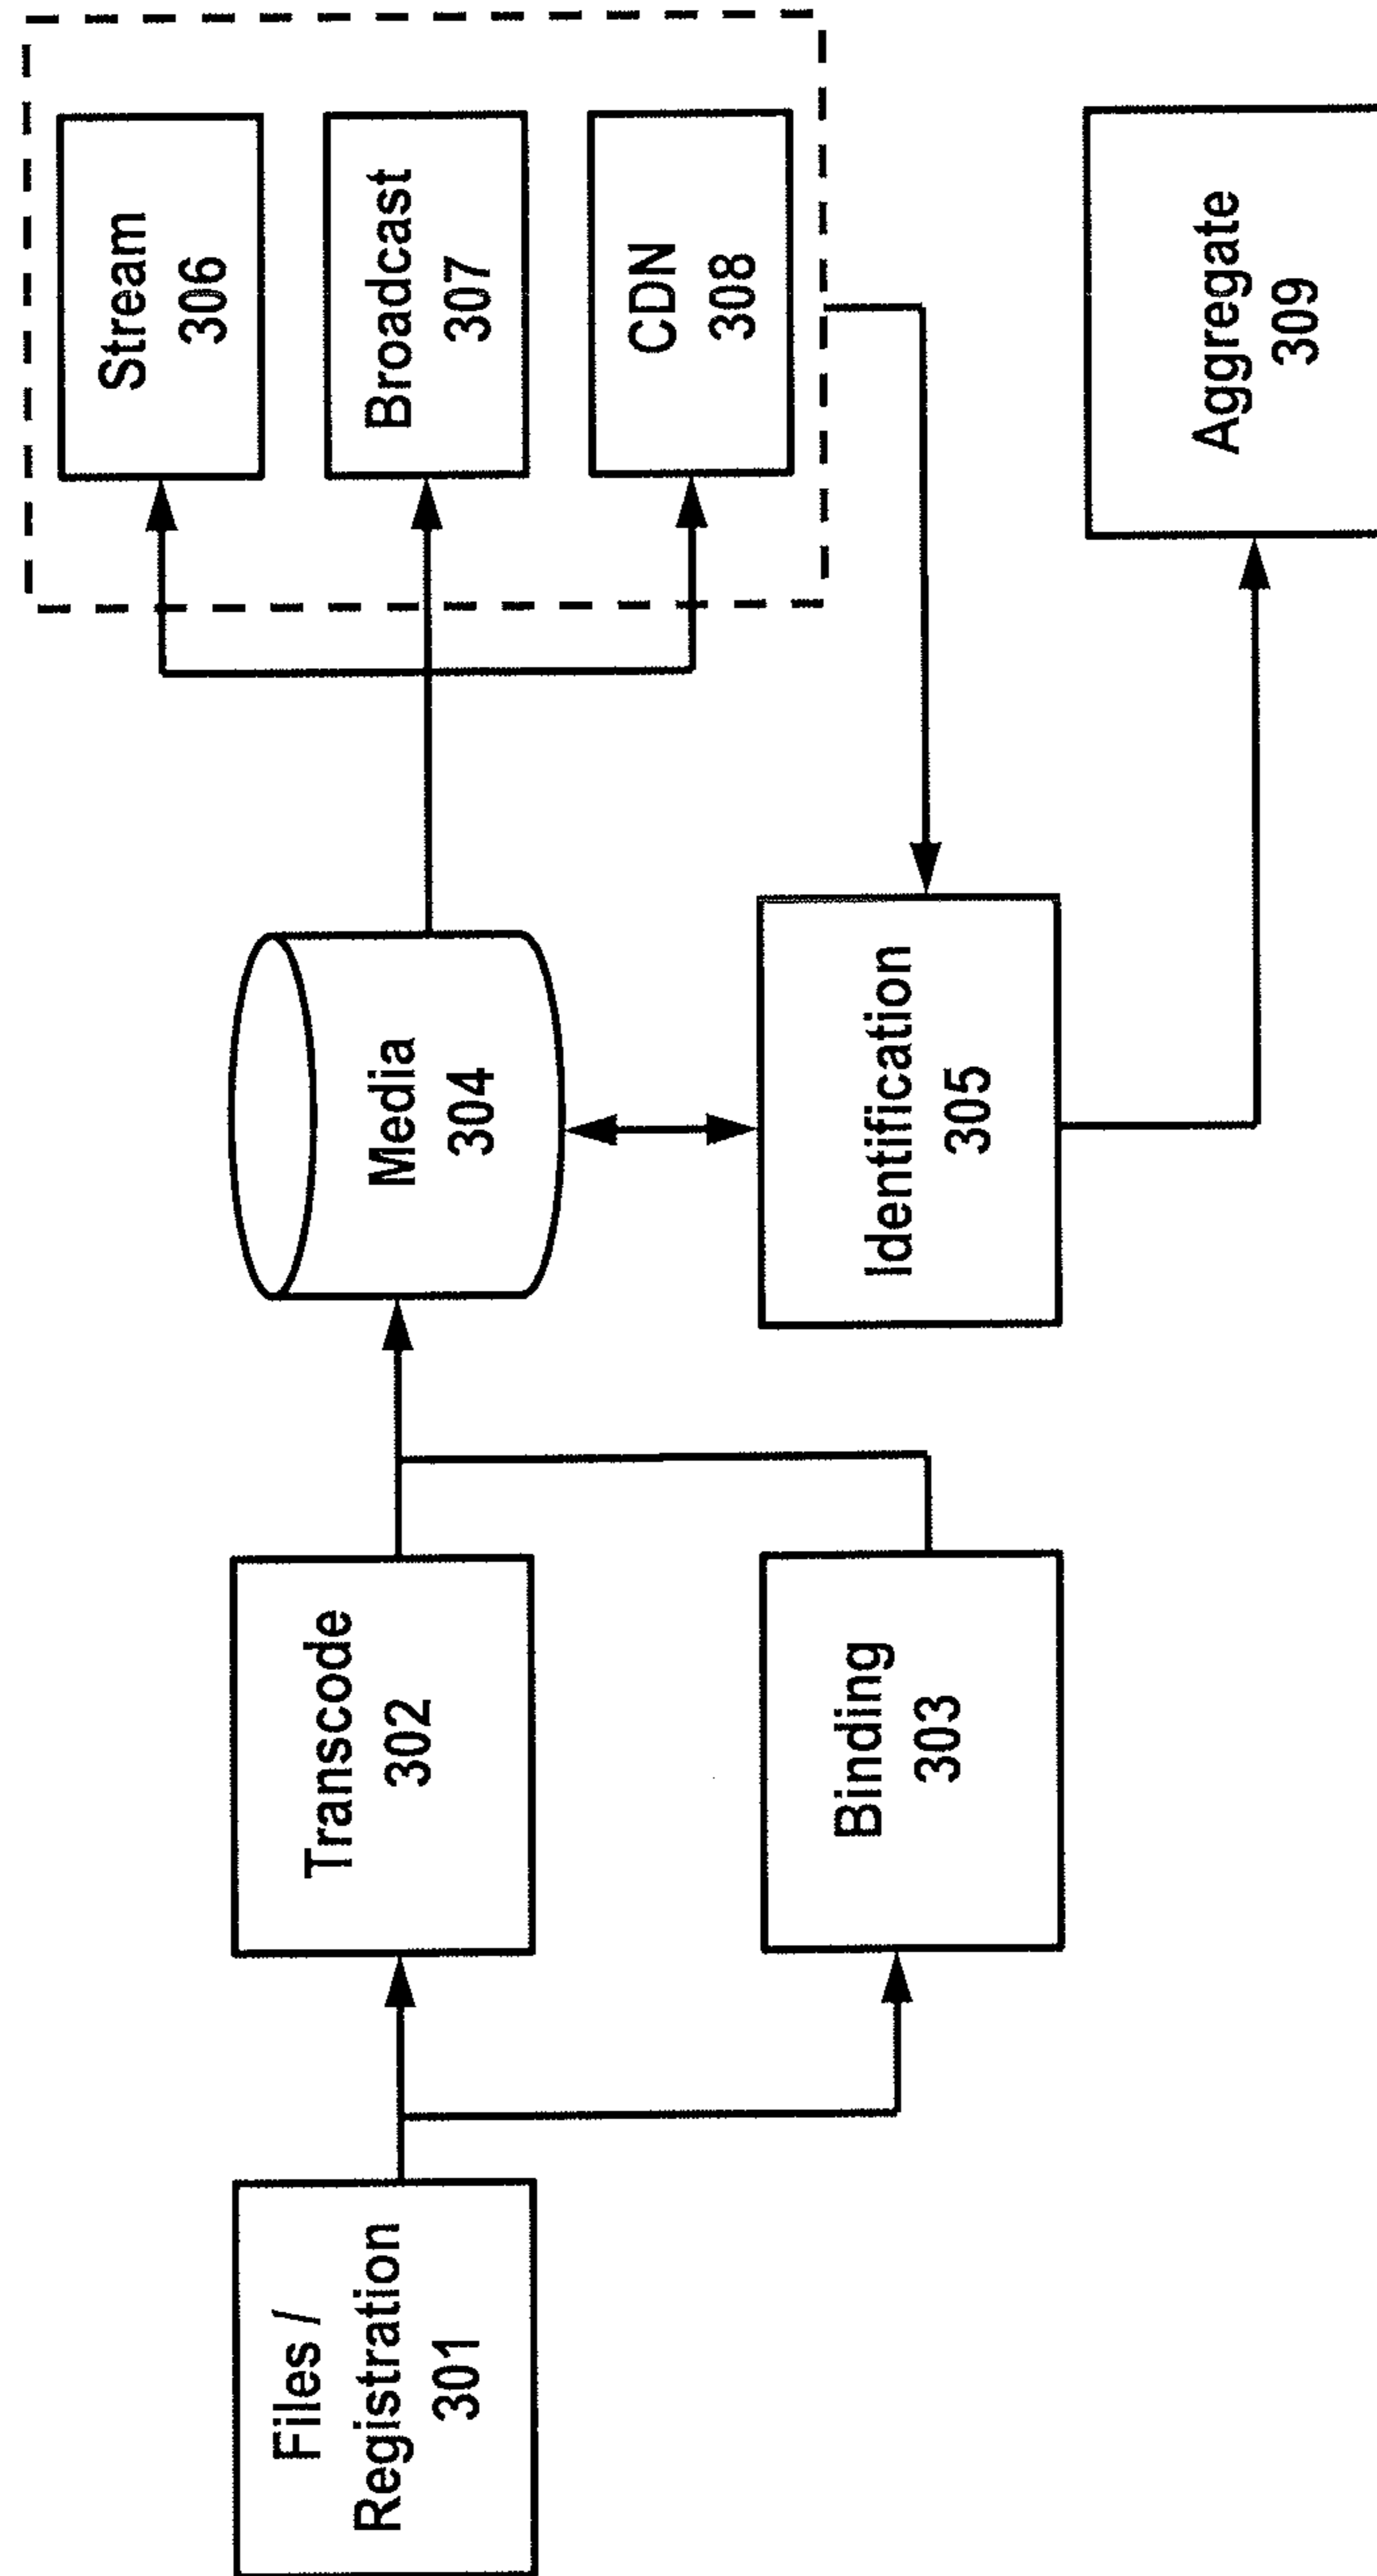 Files /
Registration
301
Transcode
302
Binding
303
Media
304
Identification
305
Stream
306
Broadcast
307
CDN
308
Aggregate
309